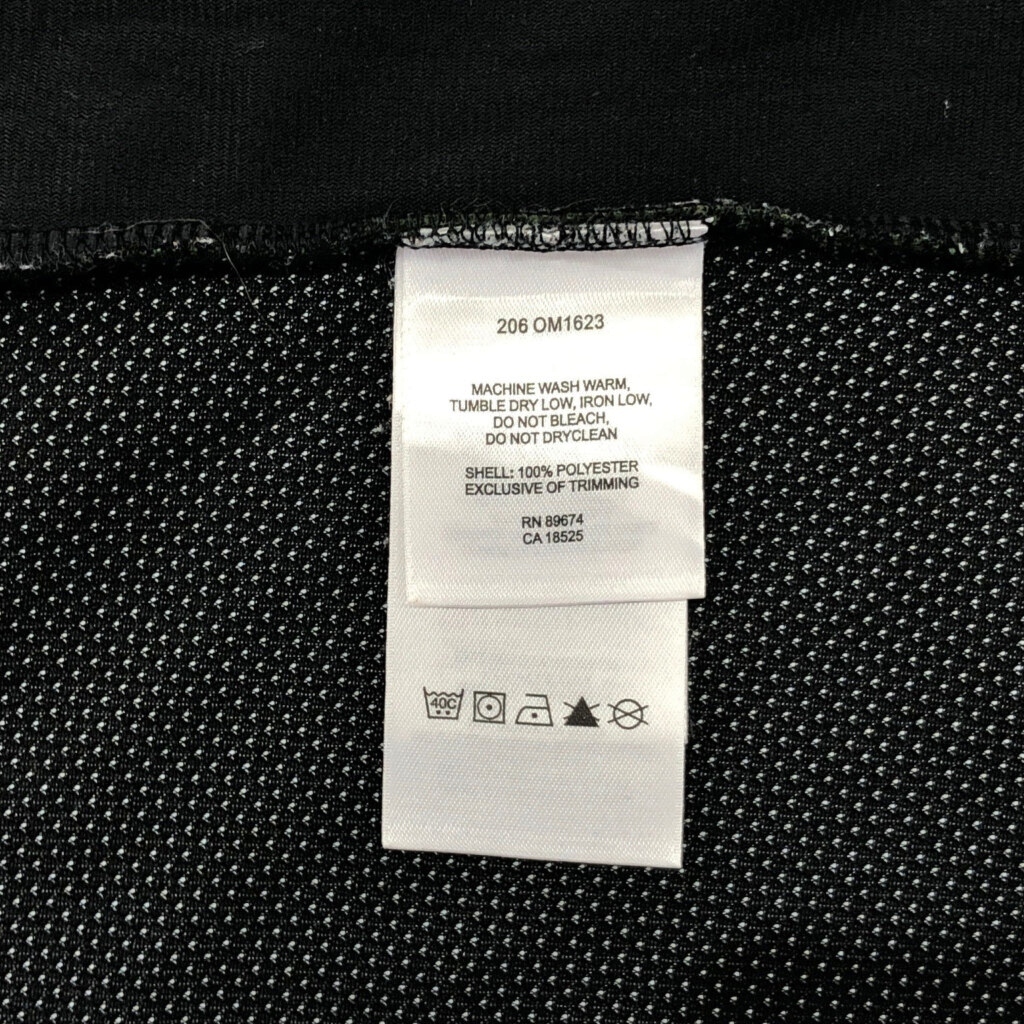 206 OM1623
MACHINE WASH WARM,
TUMBLE DRY LOW, IRON LOW,
DO NOT BLEACH,
DO NOT DRYCLEAN
SHELL: 100% POLYESTER
EXCLUSIVE OF TRIMMING
RN 89674
CA 18525
40C